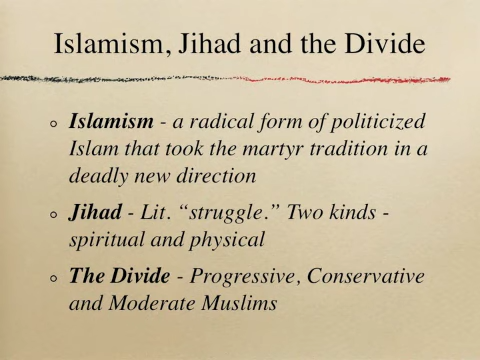 Islamism, Jihad and the Divide
Islamism - a radical form of politicized
Islam that took the martyr tradition in a
deadly new direction
Jihad - Lit. “struggle.” Two kinds -
spiritual and physical
The Divide - Progressive, Conservative
and Moderate Muslims